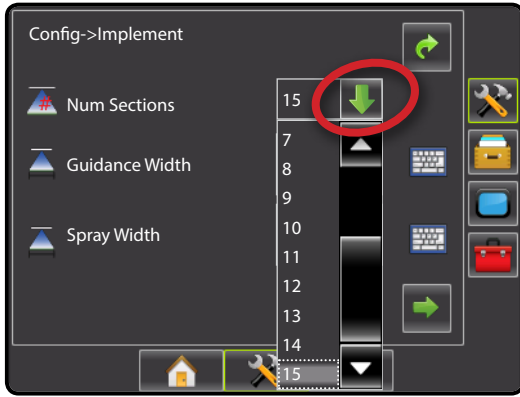 Config->Implement
#
Num Sections
15
Guidance Width
Spray Width
7
8
9
10
11
12
13
14
15